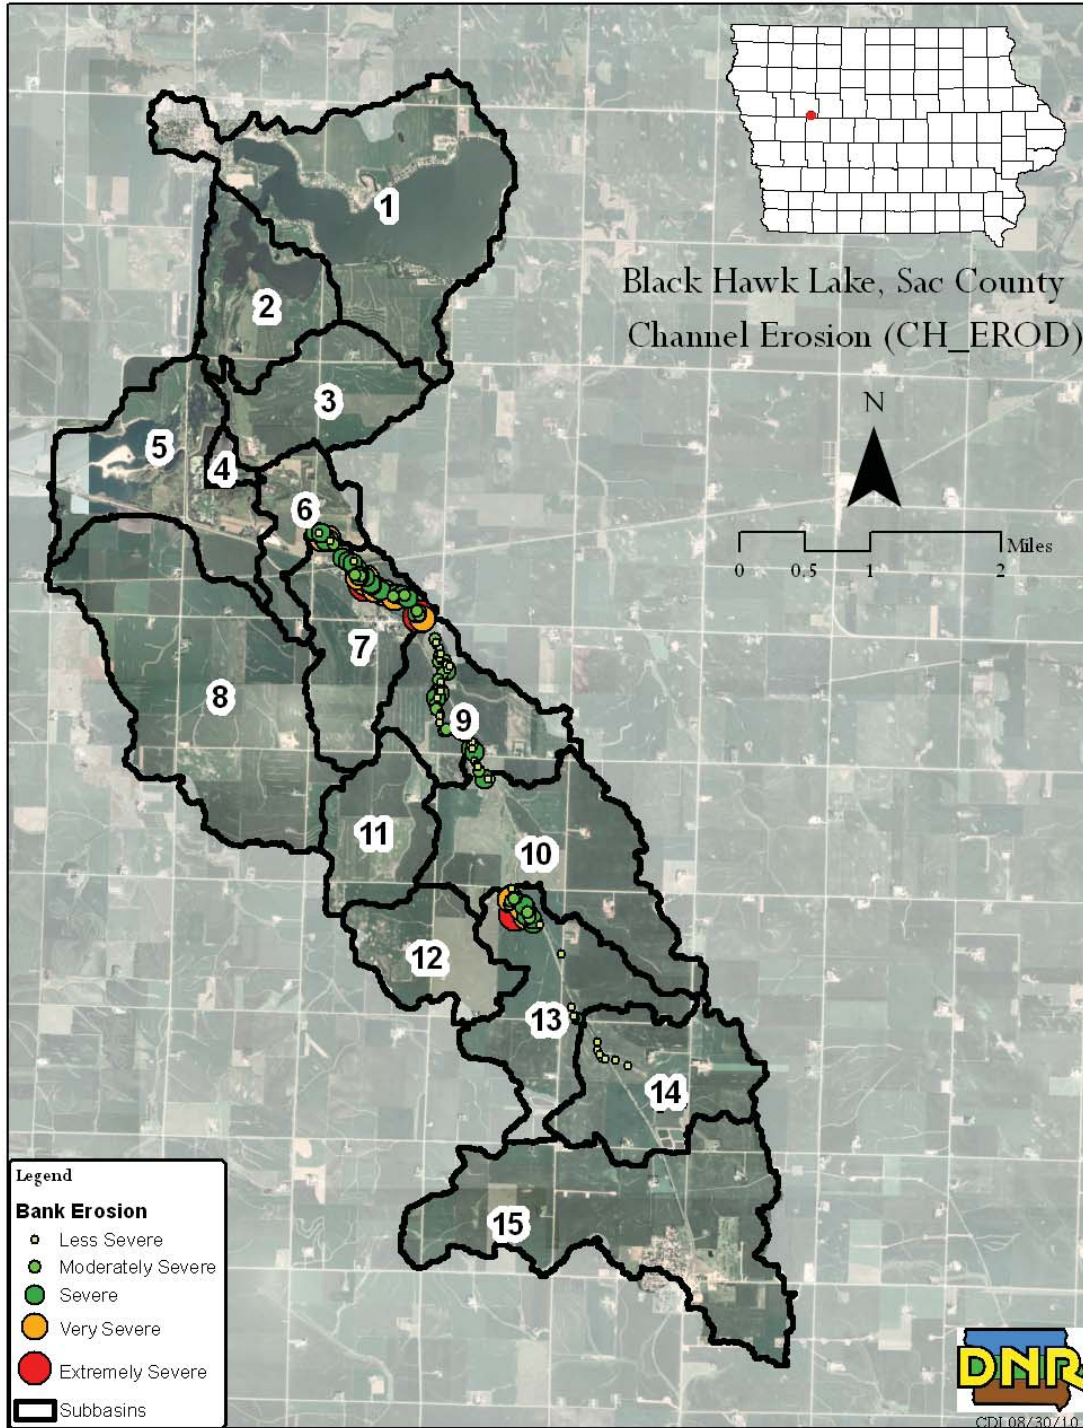 Black Hawk Lake, Sac County
Channel Erosion (CH_EROD)
N
Miles
0 0.5 1 2
1
2
3
4
5
6
7
8
9
10
11
12
13
14
15
Legend
Bank Erosion
Less Severe
Moderately Severe
Severe
Very Severe
Extremely Severe
Subbasins
DNR
CDI 08/30/10